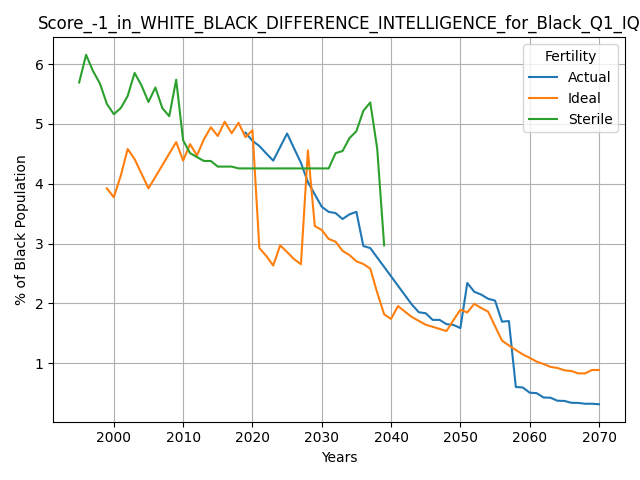 Score_-1_in_WHITE_BLACK_DIFFERENCE_INTELLIGENCE_for_Black_Q1_IQ
Fertility
Actual
Ideal
Sterile
% of Black Population
6
5
4
3
2
1
2000 2010 2020 2030 2040 2050 2060 2070
Years